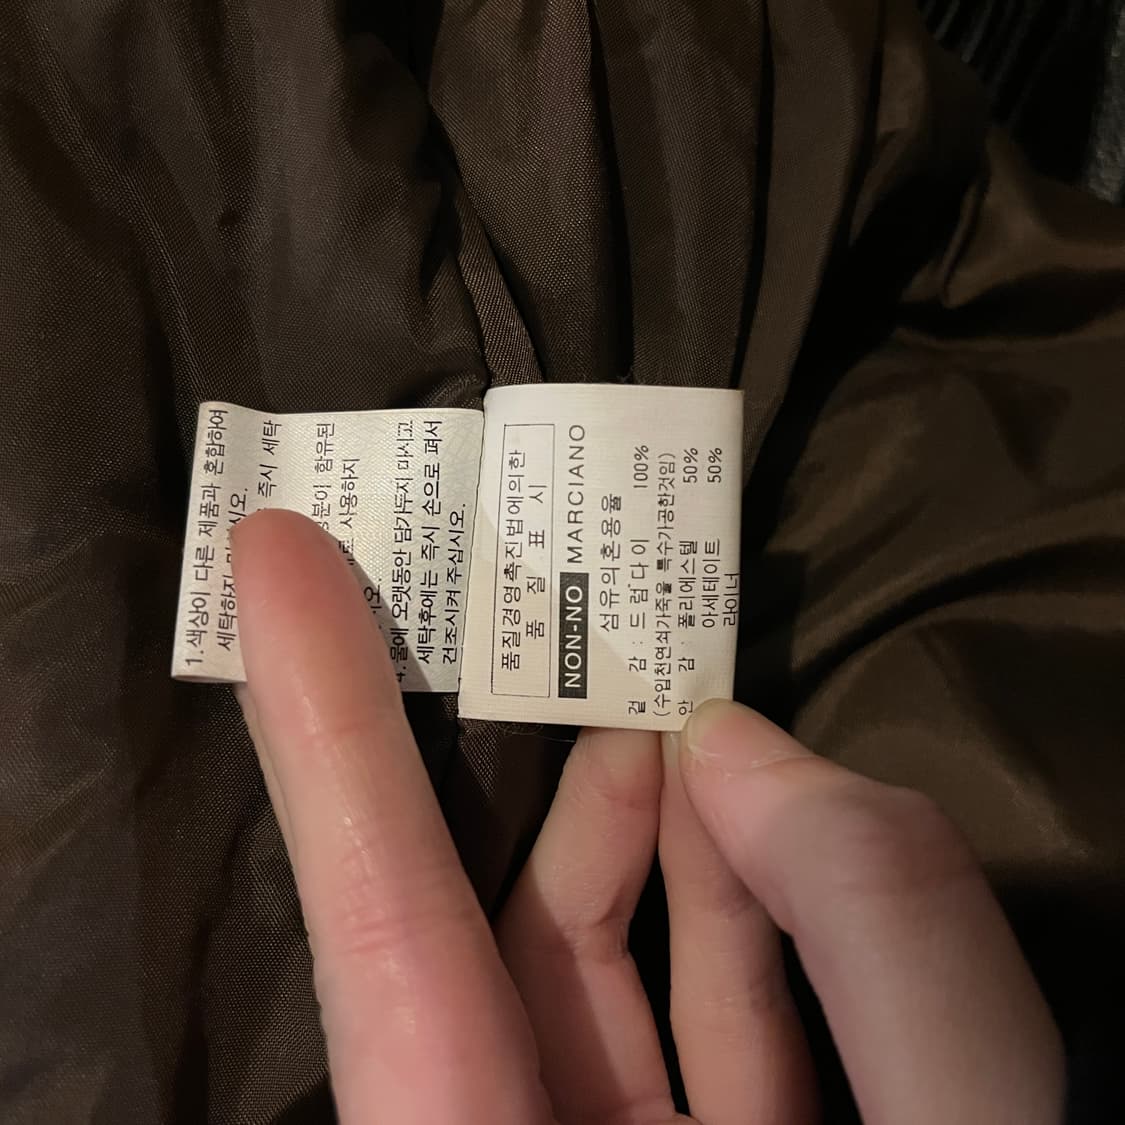 품질경영촉진법에의한
품 질 표 시
NON-NO MARCIANO
섬유의혼용율
겉 감 : 드럼다이 100%
(수입천연쇠가죽을 특수가공한것임)
안 감 : 폴리에스텔 50%
아세테이트 50%
라이너
1.색상이 다른 제품과 혼합하여
세탁하지
즉시 세탁
함유된
사용하지
물에 오랫동안 담가두지 마시고
세탁후에는 즉시 손으로 펴서
건조시켜 주십시오.